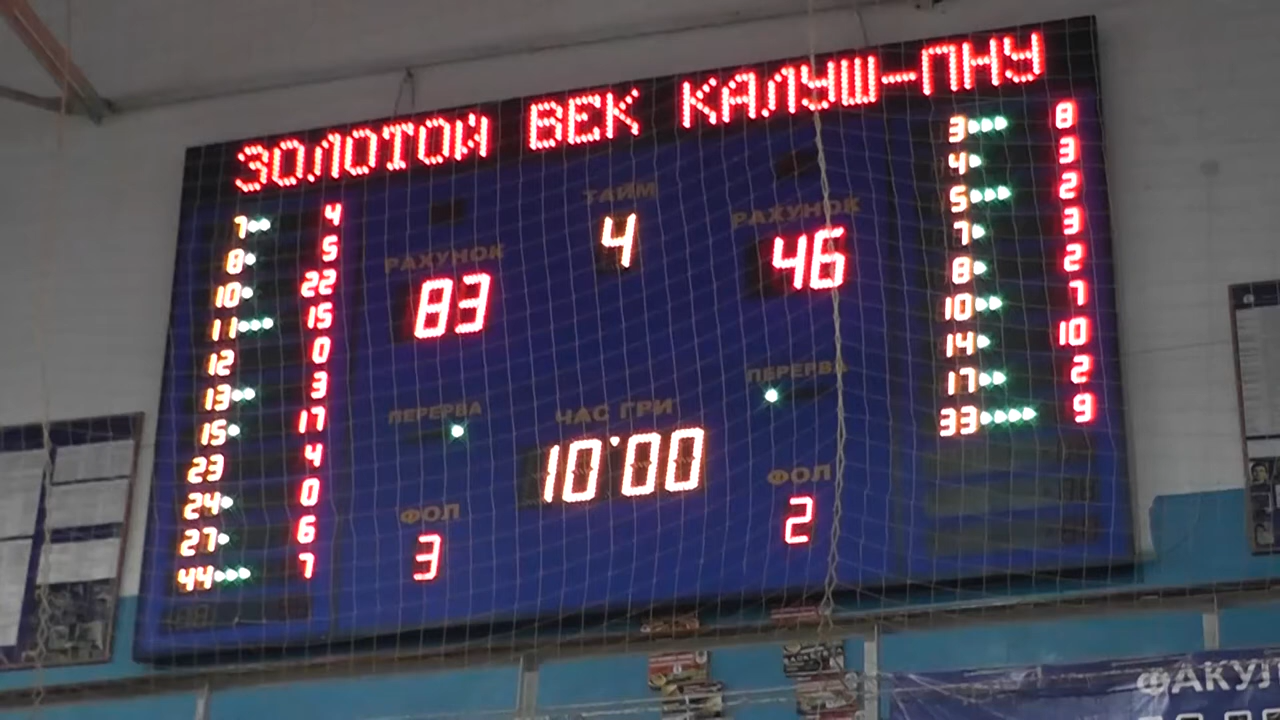 ЗОЛОТОЙ ВЕК КАЛУШ-ПНУ
ТАЙМ
4
РАХУНОК
83
РАХУНОК
46
7 4
8 5
10 22
11 15
12 0
13 3
15 17
23 4
24 0
27 6
44 7
3 8
4 3
5 2
7 3
8 2
10 7
14 10
17 2
33 9
ПЕРЕРВА
ПЕРЕРВА
ЧАС ГРИ
10:00
ФОЛ
3
ФОЛ
2
ФАКУЛ